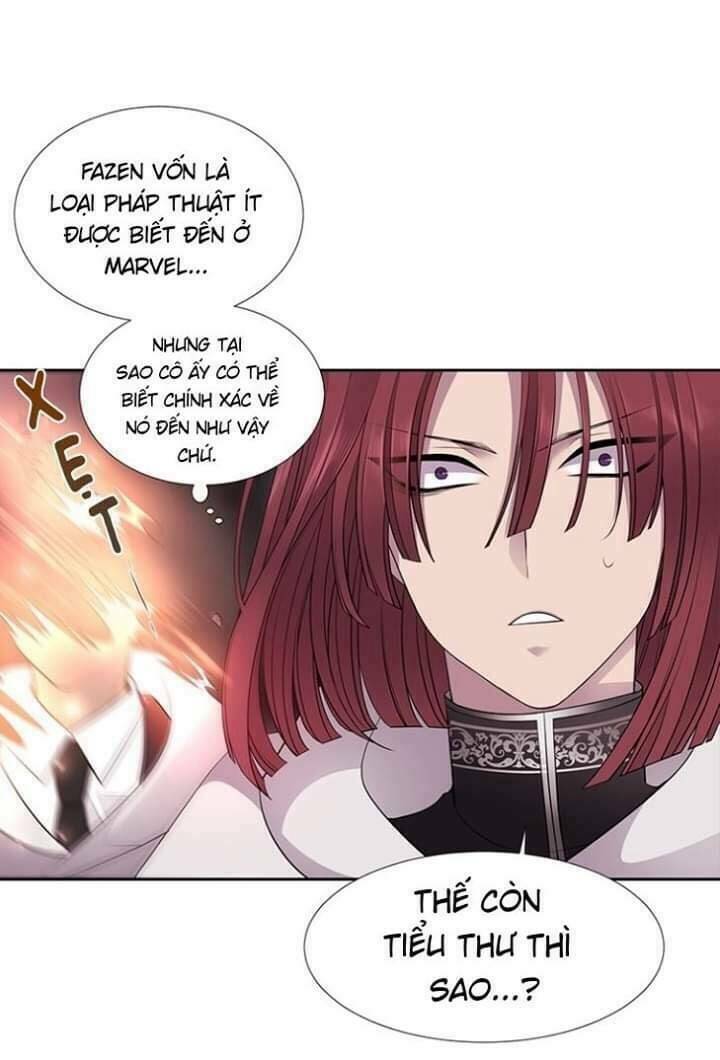 FAZEN VỐN LÀ
LOẠI PHÁP THUẬT ÍT
ĐƯỢC BIẾT ĐẾN Ở
MARVEL...
NHƯNG TẠI
SAO CÔ ẤY CÓ THỂ
BIẾT CHÍNH XÁC VỀ
NÓ ĐẾN NHƯ VẬY
CHỨ.
XẸT
THẾ CÒN
TIỂU THƯ THÌ
SAO...?